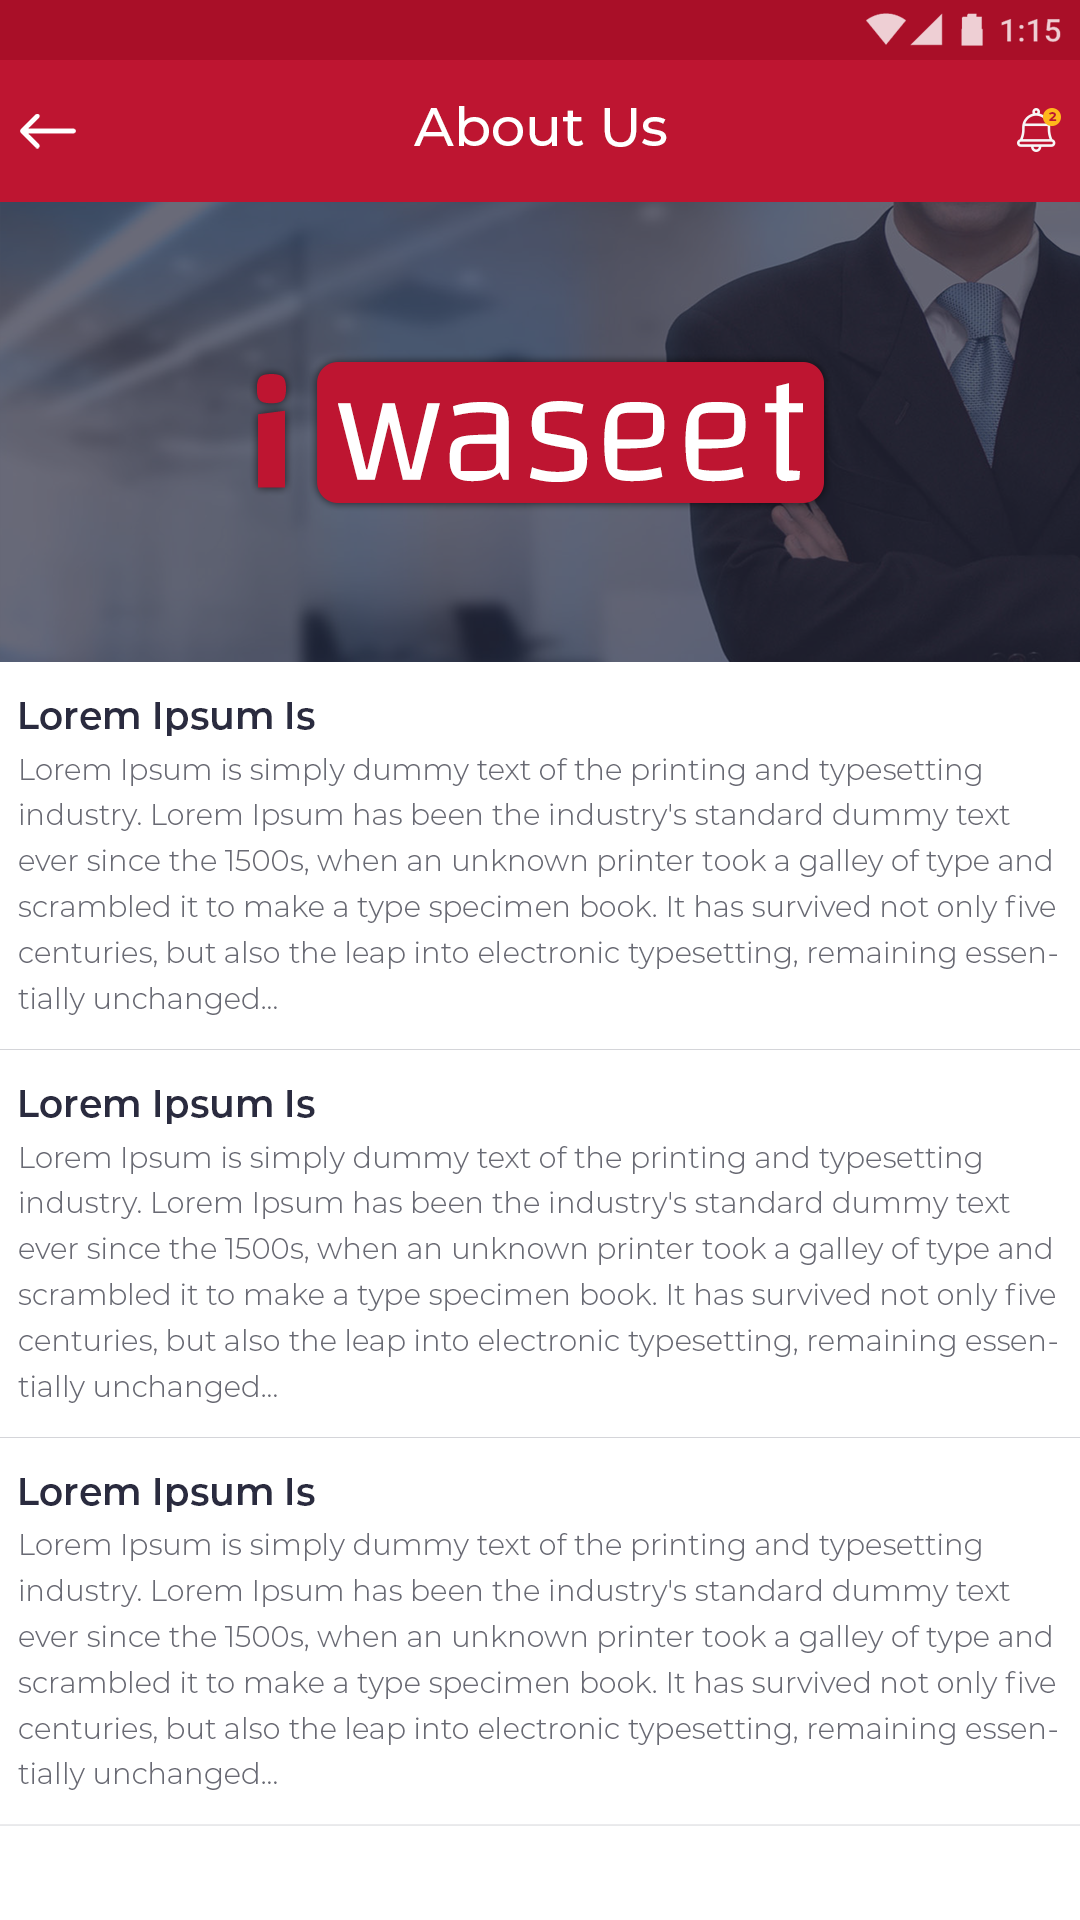 1:15
About Us
2
i waseet
Lorem Ipsum Is
Lorem Ipsum is simply dummy text of the printing and typesetting
industry. Lorem Ipsum has been the industry's standard dummy text
ever since the 1500s, when an unknown printer took a galley of type and
scrambled it to make a type specimen book. It has survived not only five
centuries, but also the leap into electronic typesetting, remaining essen-
tially unchanged...
Lorem Ipsum Is
Lorem Ipsum is simply dummy text of the printing and typesetting
industry. Lorem Ipsum has been the industry's standard dummy text
ever since the 1500s, when an unknown printer took a galley of type and
scrambled it to make a type specimen book. It has survived not only five
centuries, but also the leap into electronic typesetting, remaining essen-
tially unchanged...
Lorem Ipsum Is
Lorem Ipsum is simply dummy text of the printing and typesetting
industry. Lorem Ipsum has been the industry's standard dummy text
ever since the 1500s, when an unknown printer took a galley of type and
scrambled it to make a type specimen book. It has survived not only five
centuries, but also the leap into electronic typesetting, remaining essen-
tially unchanged...